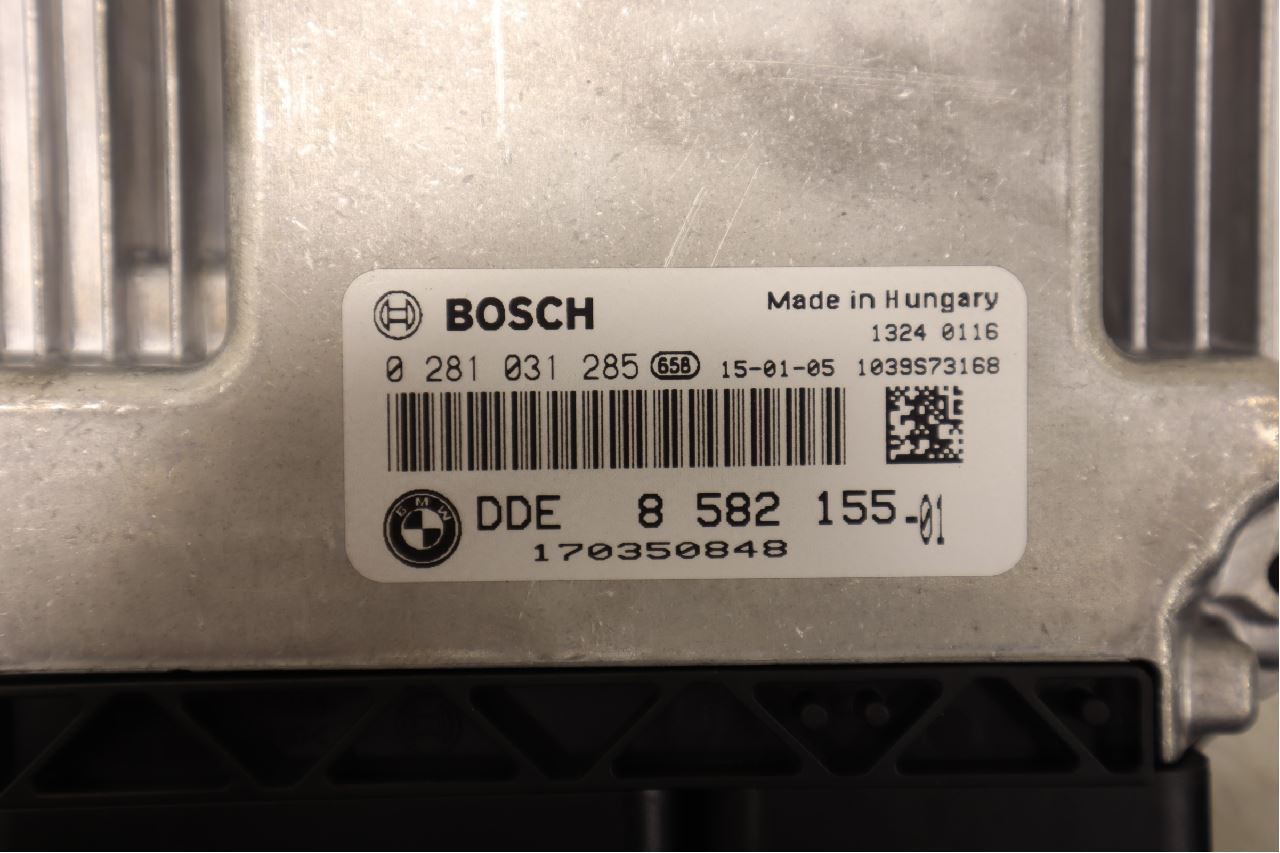 BOSCH Made in Hungary
1324 0116
0 281 031 285 658 15-01-05 1039S73168
BMW DDE 8 582 155-01
170350848